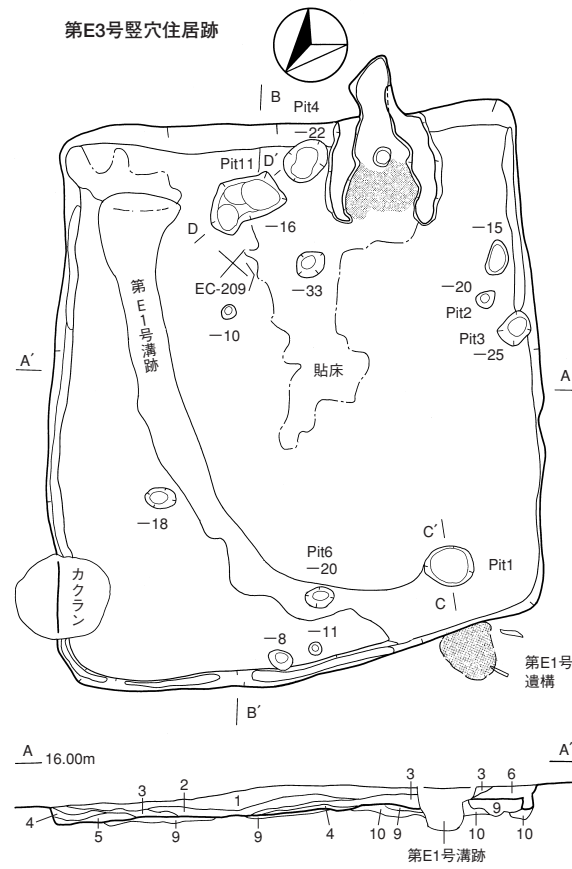 第E3号竪穴住居跡
B
Pit4
−22
Pit11
D′
D
−16
−15
EC-209
−33
−20
Pit2
−10
Pit3
−25
第E1号溝跡
A′
貼床
A
−18
C′
Pit6
−20
Pit1
カクラン
C
−8
−11
第E1号
遺構
B′
A
16.00m
A′
3
2
1
3
3
6
4
5
9
9
4
10
9
9
10
10
第E1号溝跡